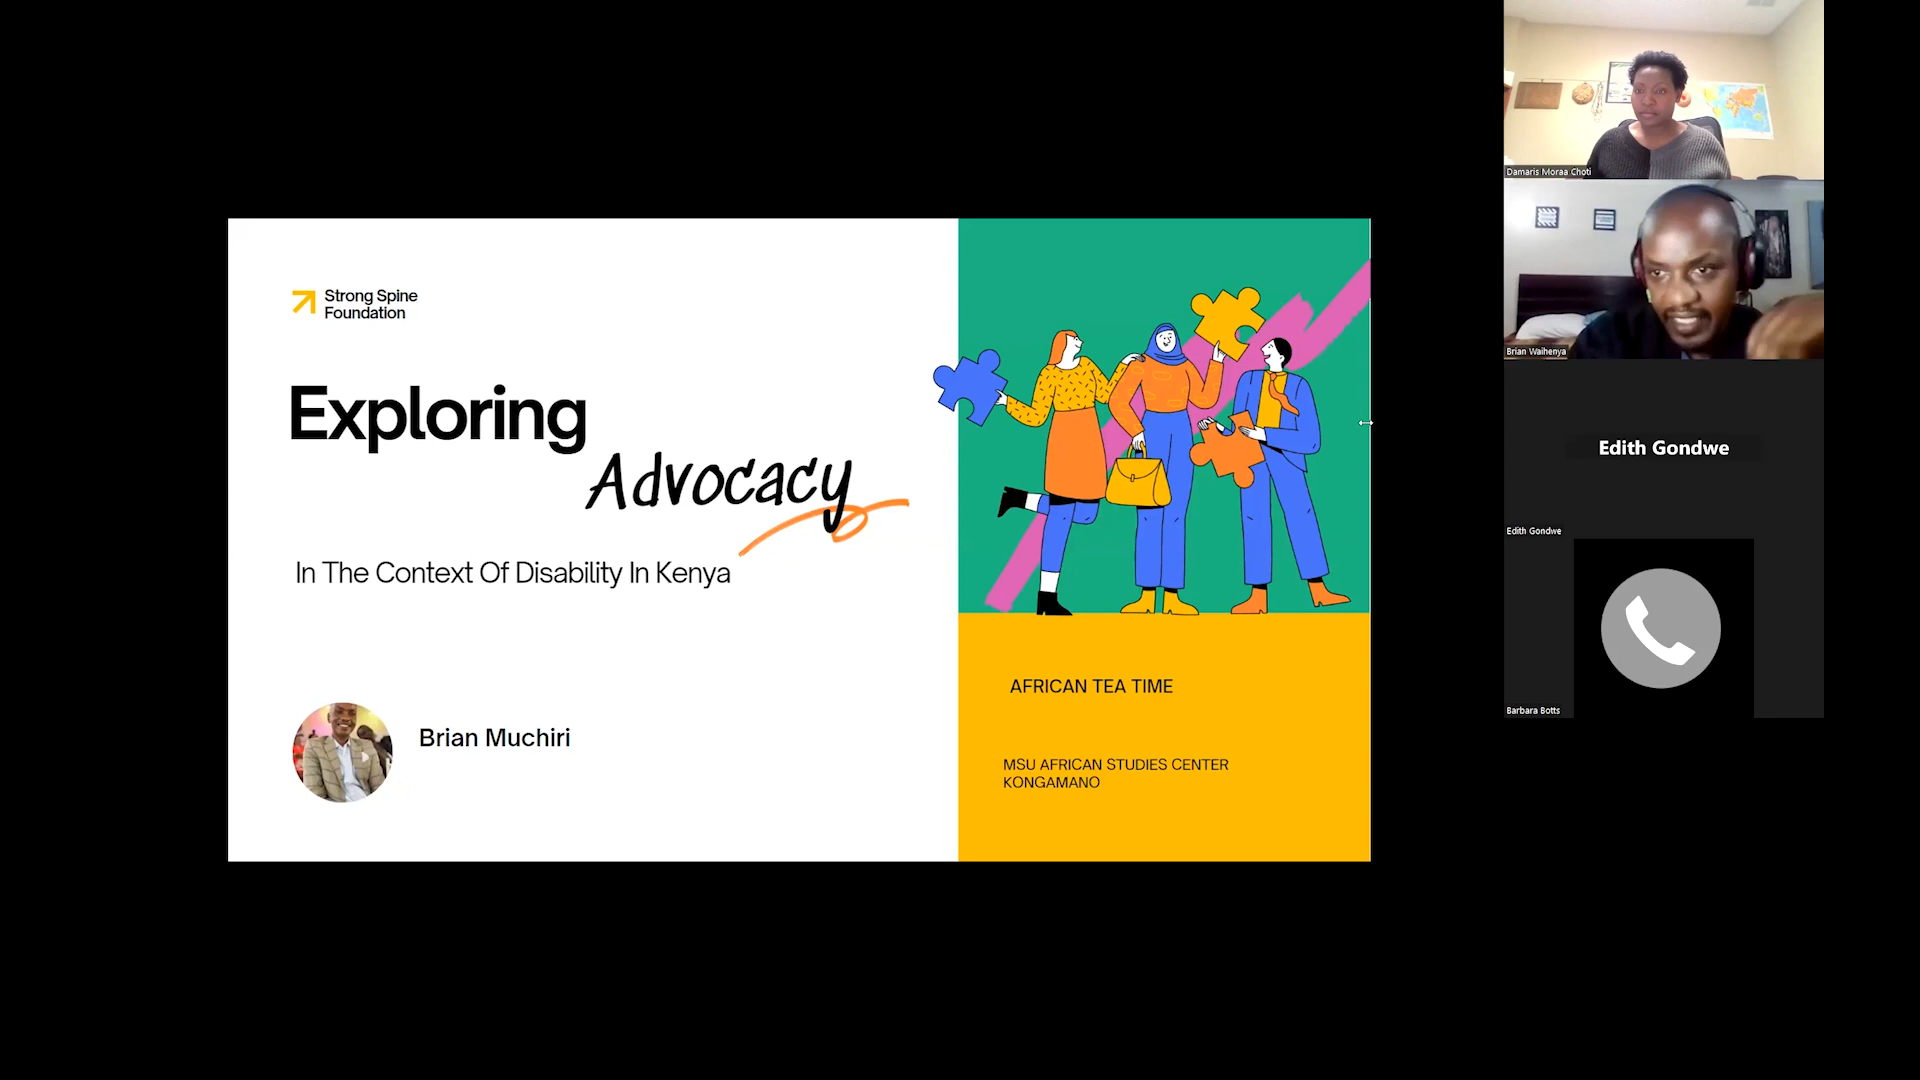 Strong Spine
Foundation
Exploring
Advocacy
In The Context Of Disability In Kenya
Brian Muchiri
AFRICAN TEA TIME
MSU AFRICAN STUDIES CENTER
KONGAMANO
Damaris Moraa Choti
Brian Waihenya
Edith Gondwe
Edith Gondwe
Barbara Botts